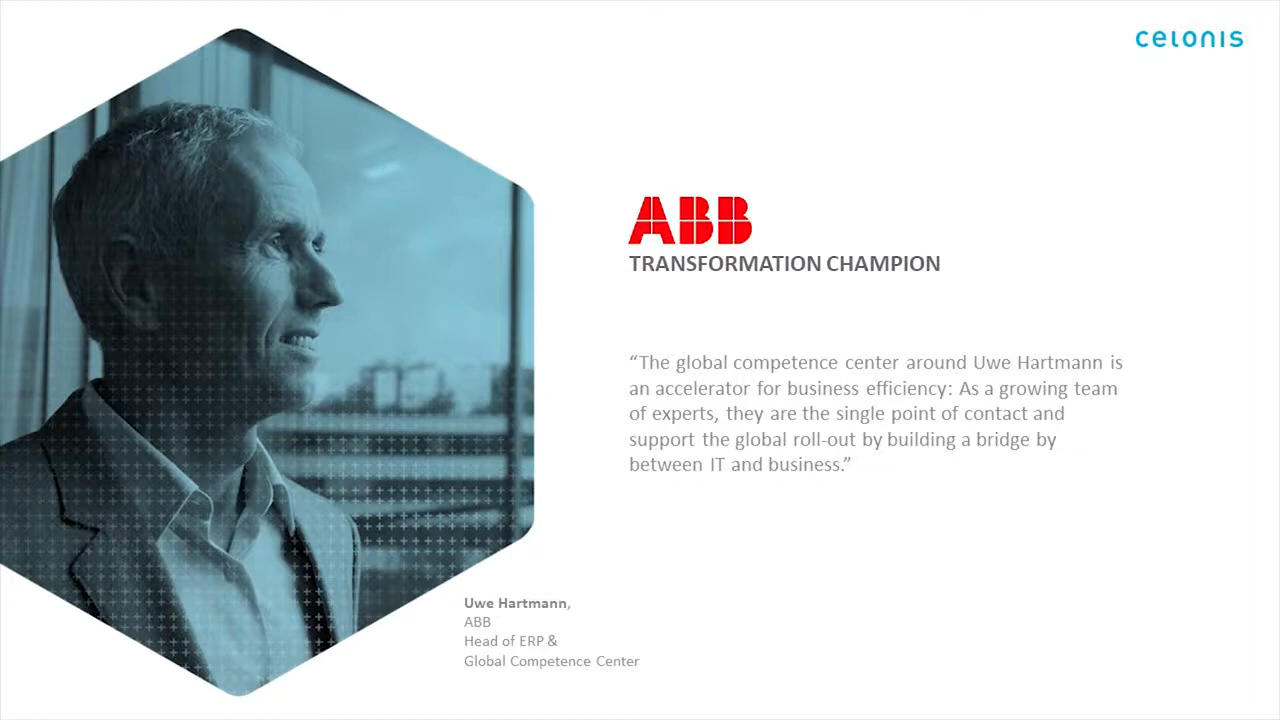 celonis
ABB
TRANSFORMATION CHAMPION
“The global competence center around Uwe Hartmann is
an accelerator for business efficiency: As a growing team
of experts, they are the single point of contact and
support the global roll-out by building a bridge by
between IT and business.”
Uwe Hartmann,
ABB
Head of ERP &
Global Competence Center